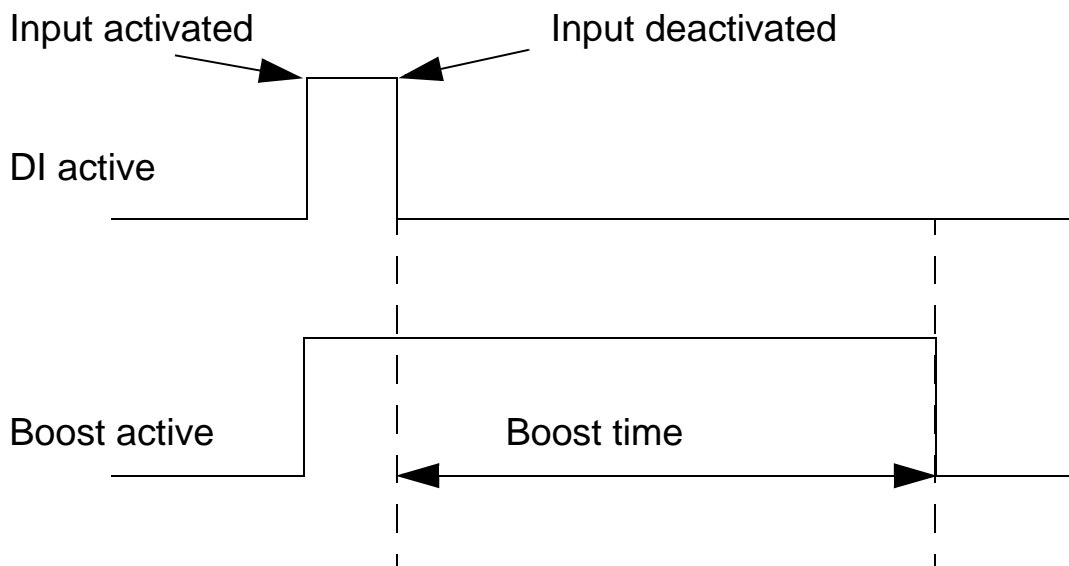 Input activated
Input deactivated
DI active
Boost active
Boost time